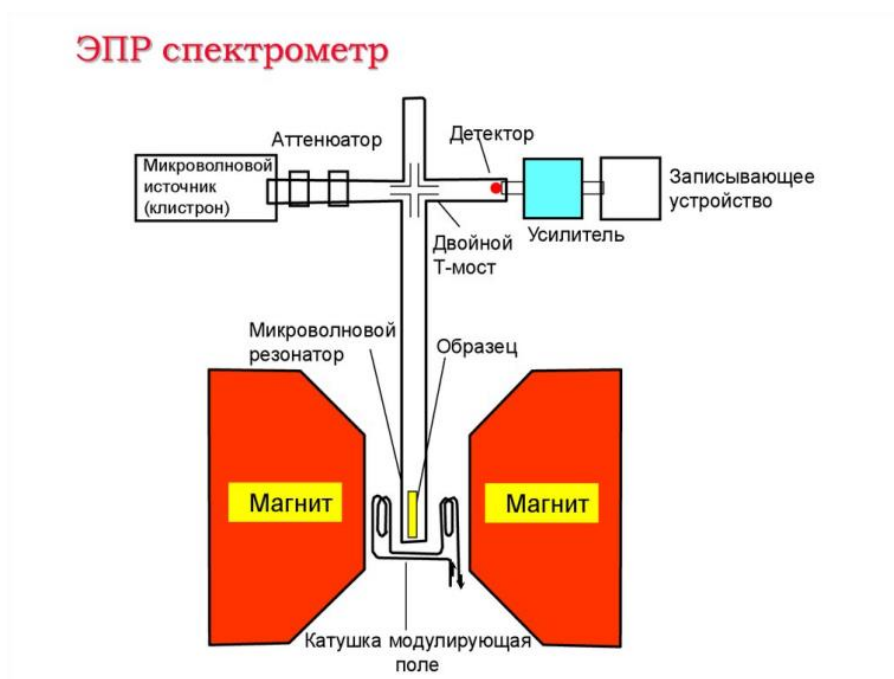 ЭПР спектрометр
Аттенюатор
Детектор
Микроволновой
источник
(клистрон)
Записывающее
устройство
Усилитель
Двойной
Т-мост
Микроволновой
резонатор
Образец
Магнит
Магнит
Катушка модулирующая
поле